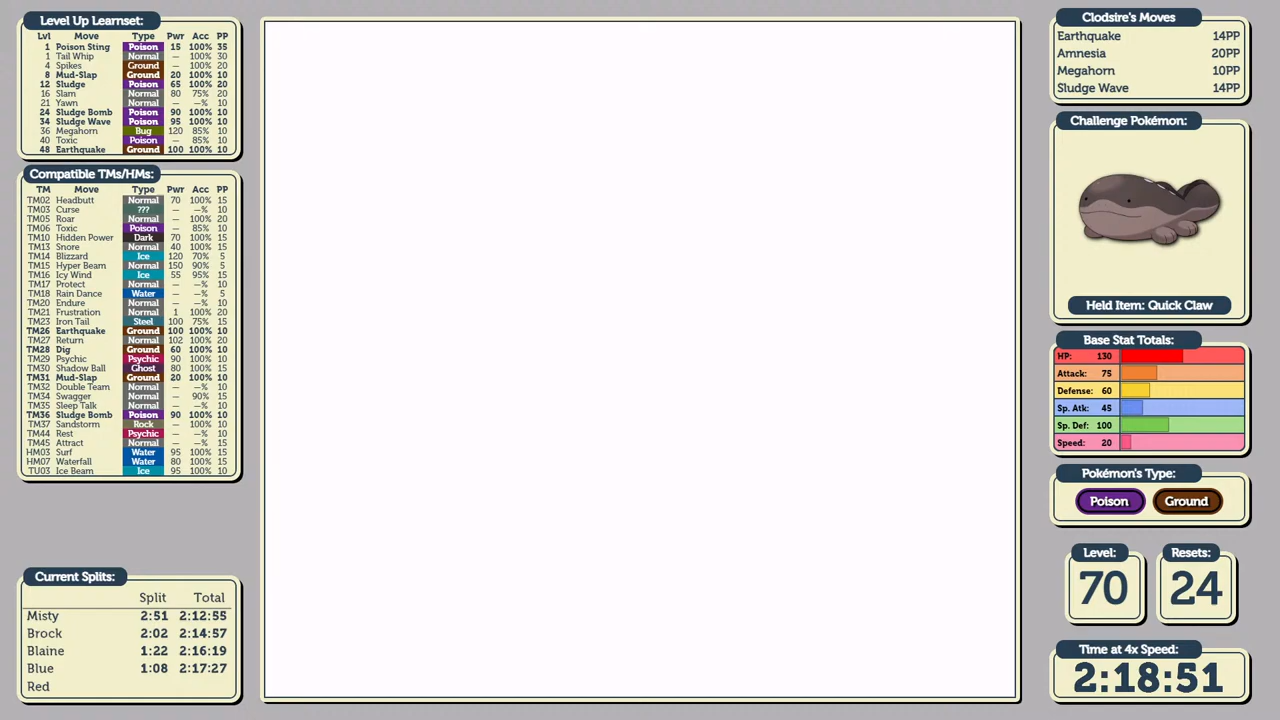 Level Up Learnset:
Lvl Move Type Pwr Acc PP
1 Poison Sting Poison 15 100% 35
1 Tail Whip Normal — 100% 30
4 Spikes Ground — 100% 20
8 Mud-Slap Ground 20 100% 10
12 Sludge Poison 65 100% 20
16 Slam Normal 80 75% 20
21 Yawn Normal — —% 10
24 Sludge Bomb Poison 90 100% 10
34 Sludge Wave Poison 95 100% 10
36 Megahorn Bug 120 85% 10
40 Toxic Poison — 85% 10
48 Earthquake Ground 100 100% 10
Compatible TMs/HMs:
TM Move Type Pwr Acc PP
TM02 Headbutt Normal 70 100% 15
TM03 Curse ??? — —% 10
TM05 Roar Normal — 100% 20
TM06 Toxic Poison — 85% 10
TM10 Hidden Power Dark 70 100% 15
TM13 Snore Normal 40 100% 15
TM14 Blizzard Ice 120 70% 5
TM15 Hyper Beam Normal 150 90% 5
TM16 Icy Wind Ice 55 95% 15
TM17 Protect Normal — —% 10
TM18 Rain Dance Water — —% 5
TM20 Endure Normal — —% 10
TM21 Frustration Normal 1 100% 20
TM23 Iron Tail Steel 100 75% 15
TM26 Earthquake Ground 100 100% 10
TM27 Return Normal 102 100% 20
TM28 Dig Ground 60 100% 10
TM29 Psychic Psychic 90 100% 10
TM30 Shadow Ball Ghost 80 100% 15
TM31 Mud-Slap Ground 20 100% 10
TM32 Double Team Normal — —% 10
TM34 Swagger Normal — 90% 15
TM35 Sleep Talk Normal — —% 10
TM36 Sludge Bomb Poison 90 100% 10
TM37 Sandstorm Rock — 100% 10
TM44 Rest Psychic — —% 10
TM45 Attract Normal — —% 15
HM03 Surf Water 95 100% 15
HM07 Waterfall Water 80 100% 15
TU03 Ice Beam Ice 95 100% 10
Current Splits:
Split Total
Misty 2:51 2:12:55
Brock 2:02 2:14:57
Blaine 1:22 2:16:19
Blue 1:08 2:17:27
Red
Clodsire's Moves
Earthquake 14PP
Amnesia 20PP
Megahorn 10PP
Sludge Wave 14PP
Challenge Pokémon:
Held Item: Quick Claw
Base Stat Totals:
HP: 130
Attack: 75
Defense: 60
Sp. Atk: 45
Sp. Def: 100
Speed: 20
Pokémon's Type:
Poison Ground
Level: Resets:
70 24
Time at 4x Speed:
2:18:51